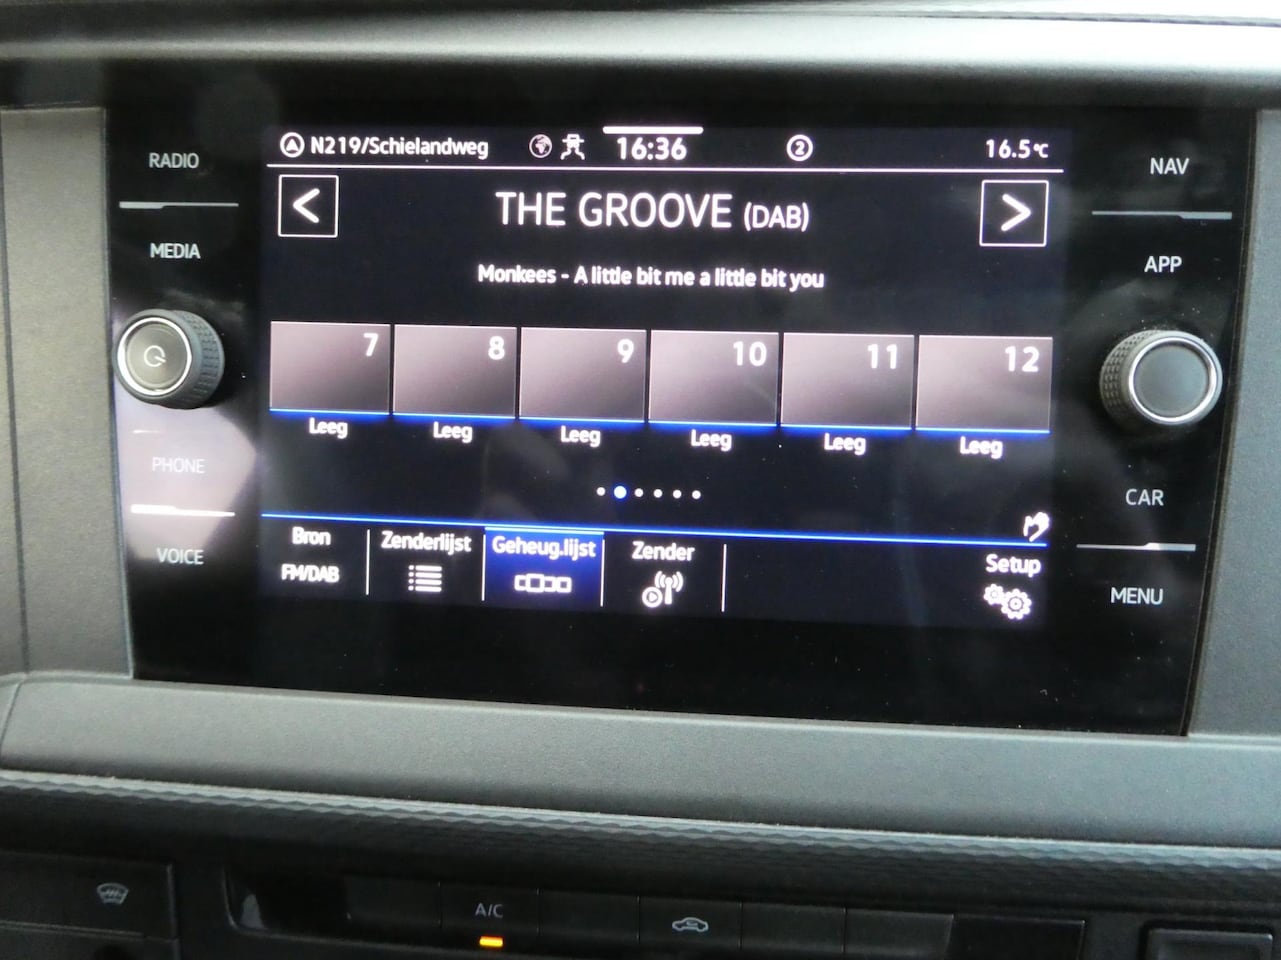 RADIO
MEDIA
PHONE
VOICE
N219/Schielandweg
16:36
2
16.5°C
<
THE GROOVE (DAB)
>
Monkees - A little bit me a little bit you
7 8 9 10 11 12
Leeg Leeg Leeg Leeg Leeg Leeg
Bron
FM/DAB
Zenderlijst
Geheug.lijst
Zender
Setup
NAV
APP
CAR
MENU
A/C